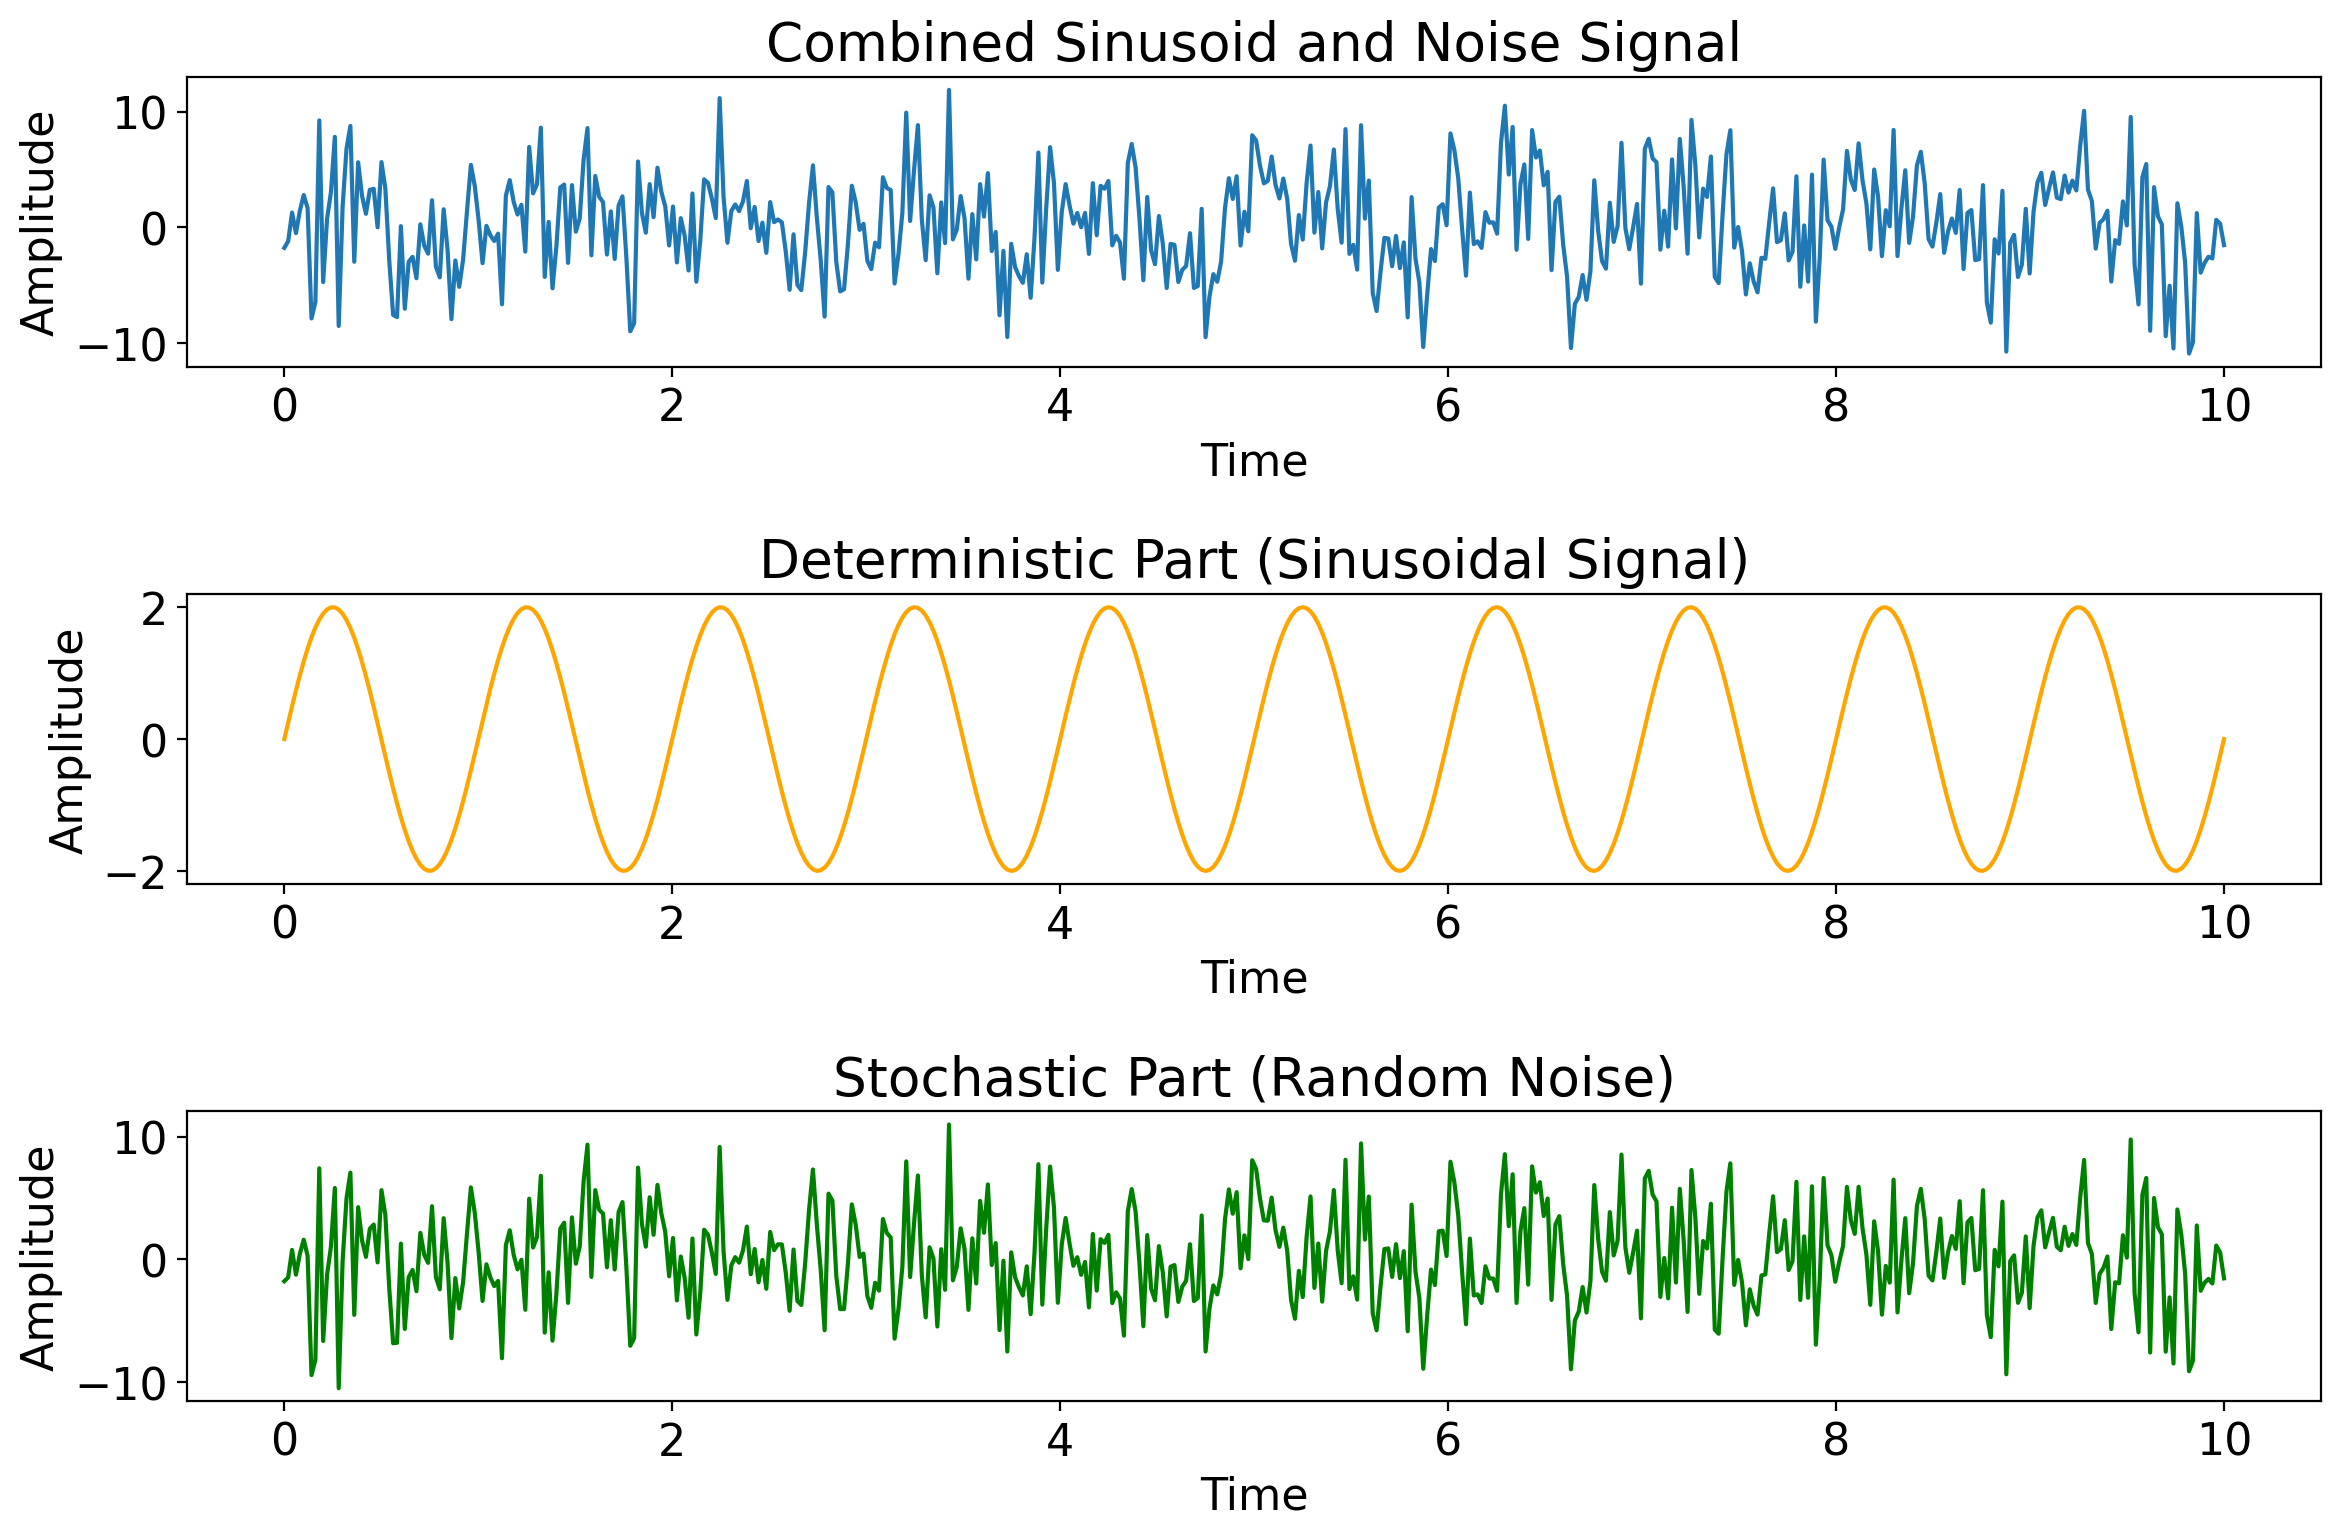 Combined Sinusoid and Noise Signal
Amplitude
10
0
−10
0 2 4 6 8 10
Time
Deterministic Part (Sinusoidal Signal)
Amplitude
2
0
−2
0 2 4 6 8 10
Time
Stochastic Part (Random Noise)
Amplitude
10
0
−10
0 2 4 6 8 10
Time